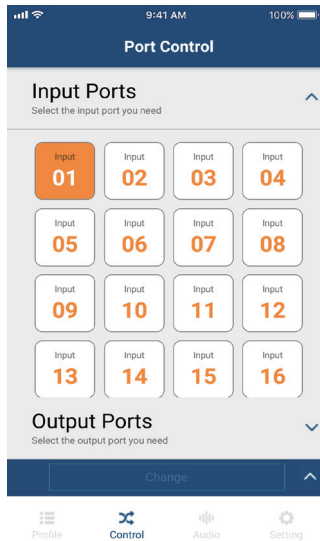 9:41 AM 100%
Port Control
Input Ports
Select the input port you need
Input Input Input Input
01 02 03 04
Input Input Input Input
05 06 07 08
Input Input Input Input
09 10 11 12
Input Input Input Input
13 14 15 16
Output Ports
Select the output port you need
Change
Profile Control Audio Setting